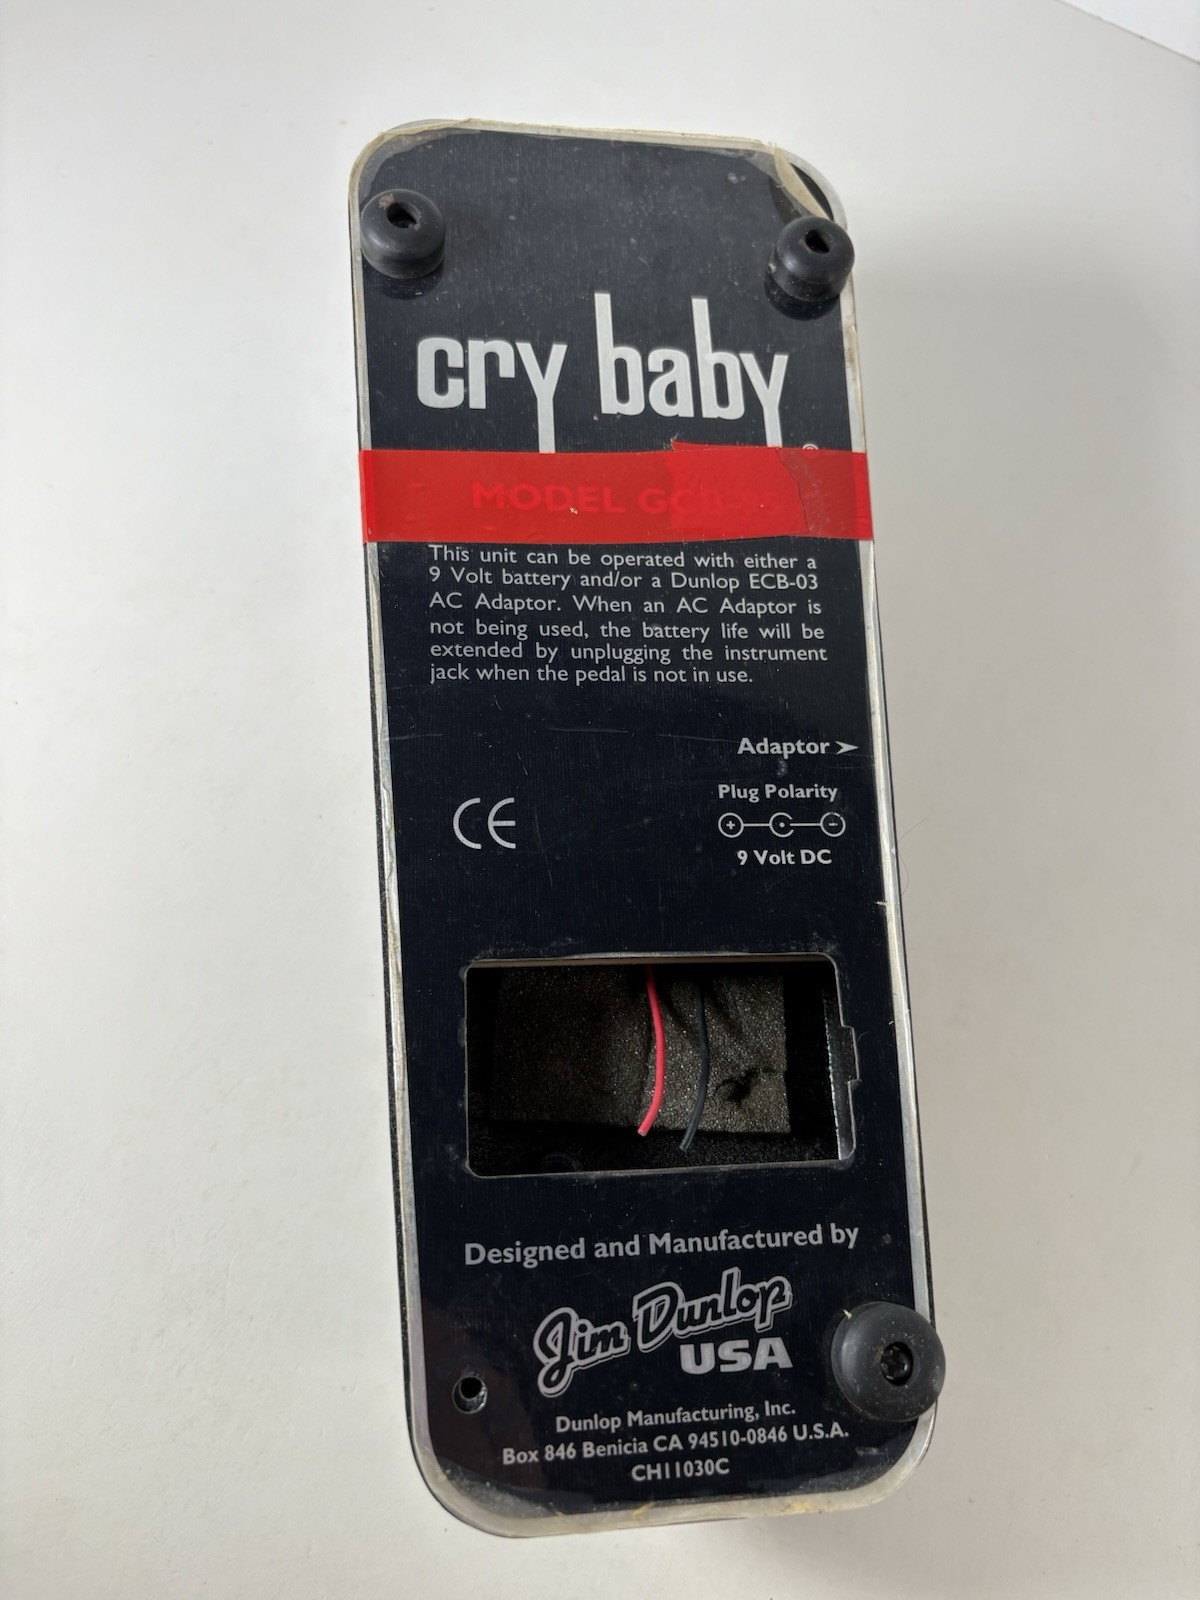 cry baby
®
MODEL GCB-95
This unit can be operated with either a
9 Volt battery and/or a Dunlop ECB-03
AC Adaptor. When an AC Adaptor is
not being used, the battery life will be
extended by unplugging the instrument
jack when the pedal is not in use.
Adaptor ➤
Plug Polarity
CE
+ -
9 Volt DC
Designed and Manufactured by
Jim Dunlop
USA
Dunlop Manufacturing, Inc.
Box 846 Benicia CA 94510-0846 U.S.A.
CH11030C